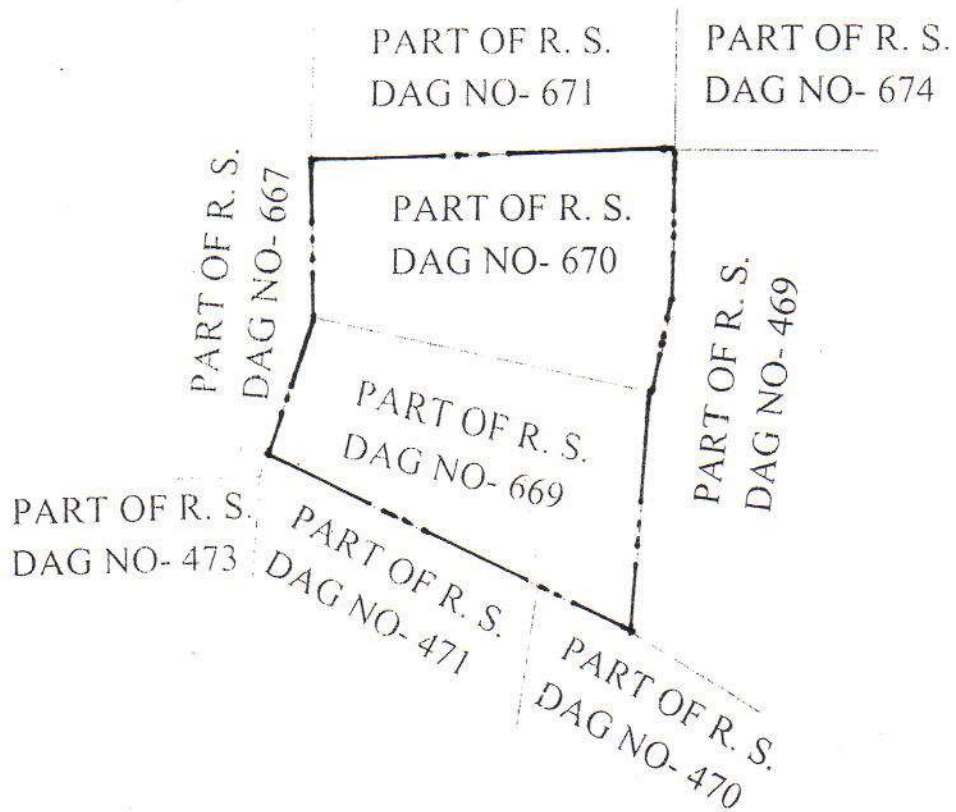 PART OF R. S.
DAG NO- 671
PART OF R. S.
DAG NO- 674
PART OF R. S.
DAG NO- 667
PART OF R. S.
DAG NO- 670
PART OF R. S.
DAG NO- 469
PART OF R. S.
DAG NO- 669
PART OF R. S.
DAG NO- 473
PART OF R. S.
DAG NO- 471
PART OF R. S.
DAG NO- 470